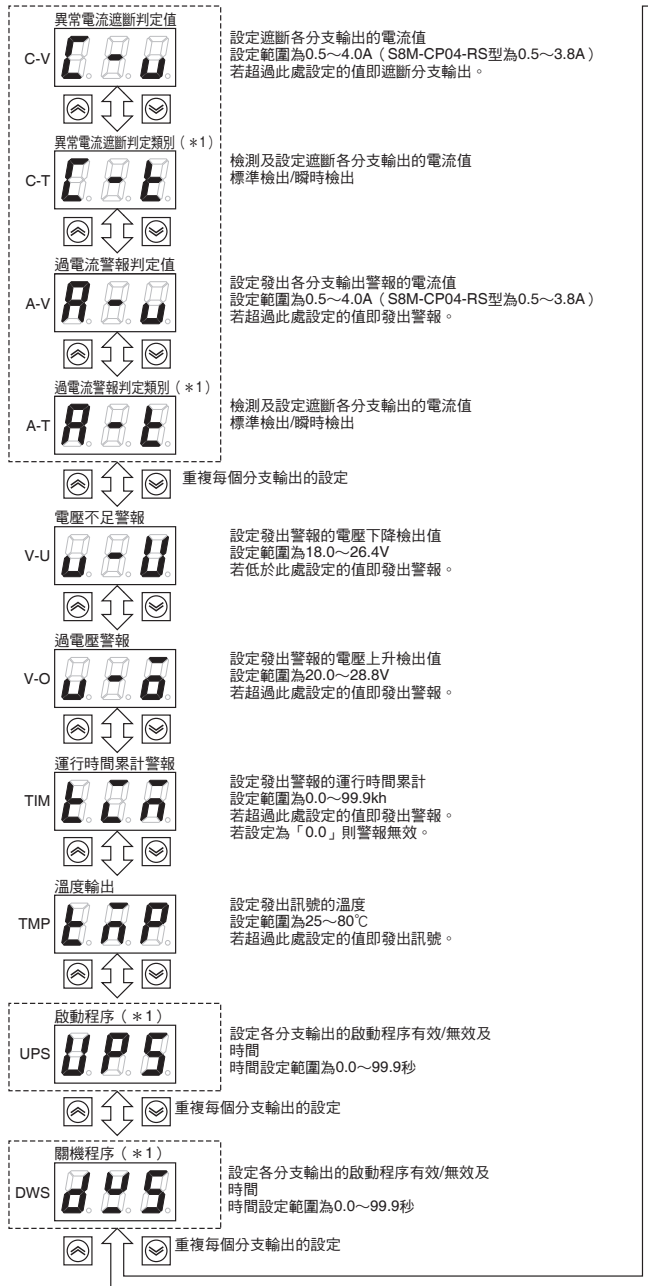 異常電流遮斷判定值
C-V
設定遮斷各分支輸出的電流值
設定範圍為0.5～4.0A（S8M-CP04-RS型為0.5～3.8A）
若超過此處設定的值即遮斷分支輸出。
異常電流遮斷判定類別（＊1）
C-T
檢測及設定遮斷各分支輸出的電流值
標準檢出/瞬時檢出
過電流警報判定值
A-V
設定發出各分支輸出警報的電流值
設定範圍為0.5～4.0A（S8M-CP04-RS型為0.5～3.8A）
若超過此處設定的值即發出警報。
過電流警報判定類別（＊1）
A-T
檢測及設定遮斷各分支輸出的電流值
標準檢出/瞬時檢出
重複每個分支輸出的設定
電壓不足警報
V-U
設定發出警報的電壓下降檢出值
設定範圍為18.0～26.4V
若低於此處設定的值即發出警報。
過電壓警報
V-O
設定發出警報的電壓上升檢出值
設定範圍為20.0～28.8V
若超過此處設定的值即發出警報。
運行時間累計警報
TIM
設定發出警報的運行時間累計
設定範圍為0.0～99.9kh
若超過此處設定的值即發出警報。
若設定為「0.0」則警報無效。
溫度輸出
TMP
設定發出訊號的溫度
設定範圍為25～80℃
若超過此處設定的值即發出訊號。
啟動程序（＊1）
UPS
設定各分支輸出的啟動程序有效/無效及
時間
時間設定範圍為0.0～99.9秒
重複每個分支輸出的設定
關機程序（＊1）
DWS
設定各分支輸出的啟動程序有效/無效及
時間
時間設定範圍為0.0～99.9秒
重複每個分支輸出的設定